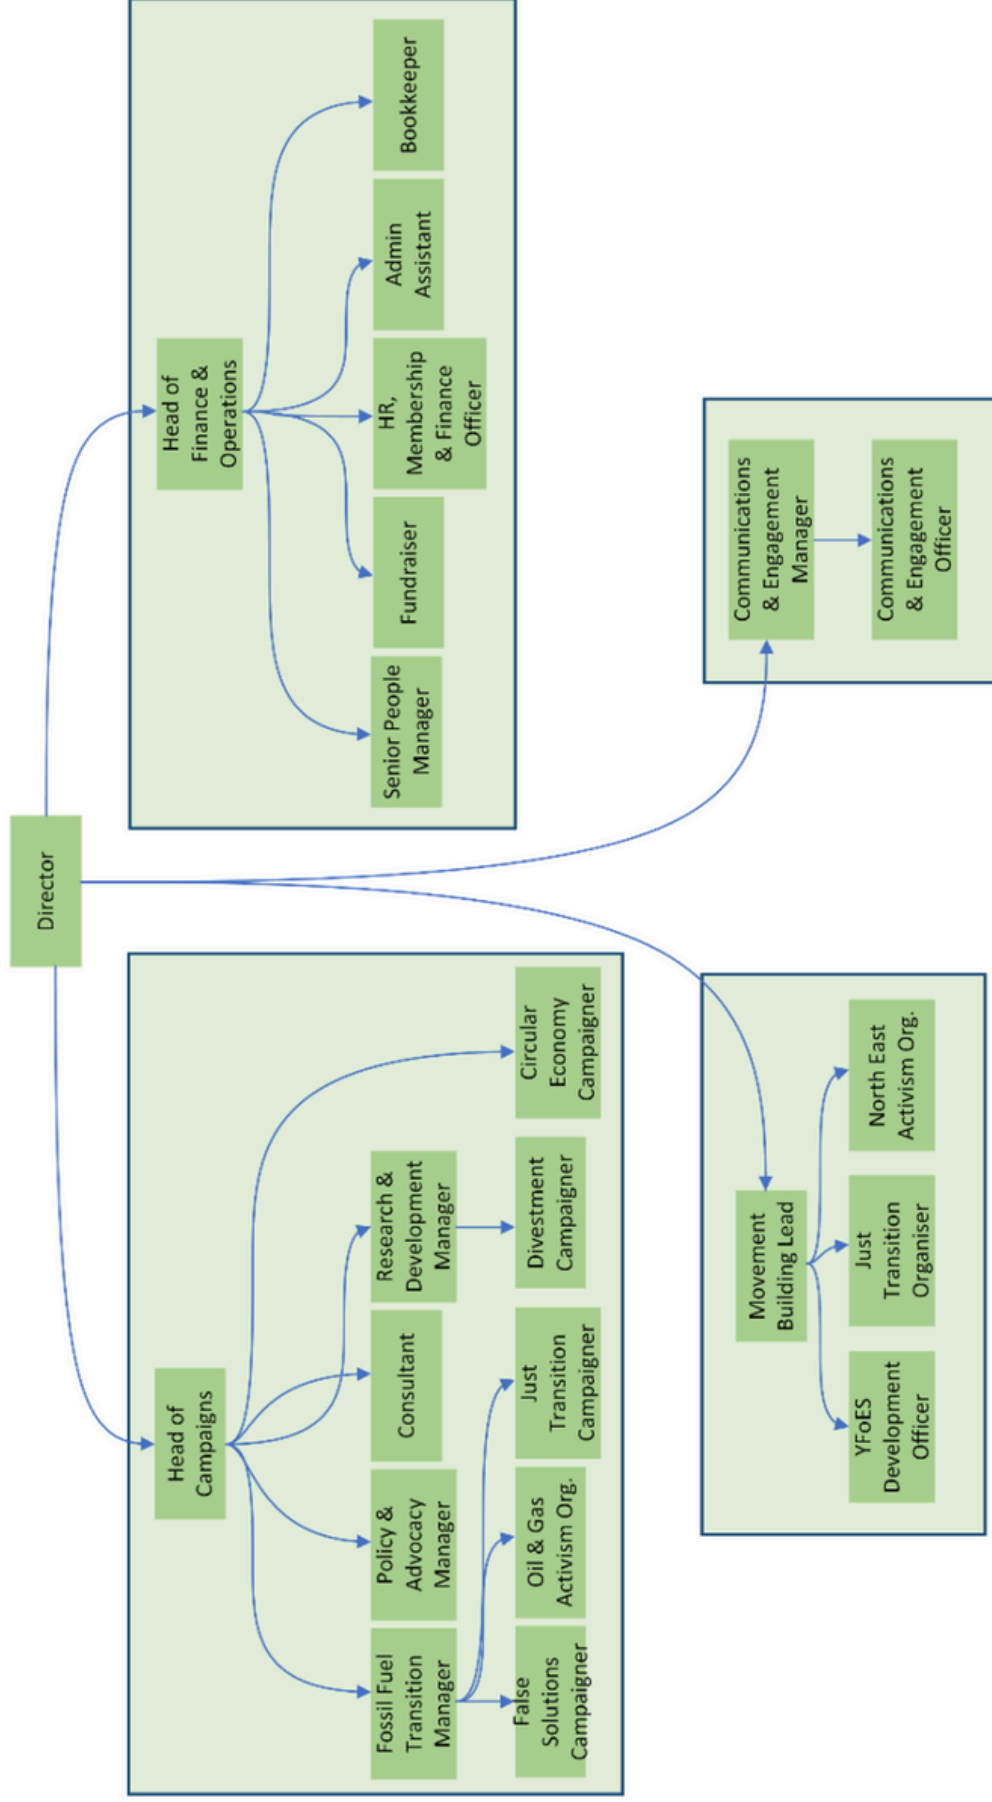 Director
Head of
Campaigns
Fossil Fuel
Transition
Manager
Policy &
Advocacy
Manager
Consultant
Research &
Development
Manager
False
Solutions
Campaigner
Oil & Gas
Activism Org.
Just
Transition
Campaigner
Divestment
Campaigner
Circular
Economy
Campaigner
Head of
Finance &
Operations
Senior People
Manager
Fundraiser
HR,
Membership
& Finance
Officer
Admin
Assistant
Bookkeeper
Movement
Building Lead
YFoES
Development
Officer
Just
Transition
Organiser
North East
Activism Org.
Communications
& Engagement
Manager
Communications
& Engagement
Officer